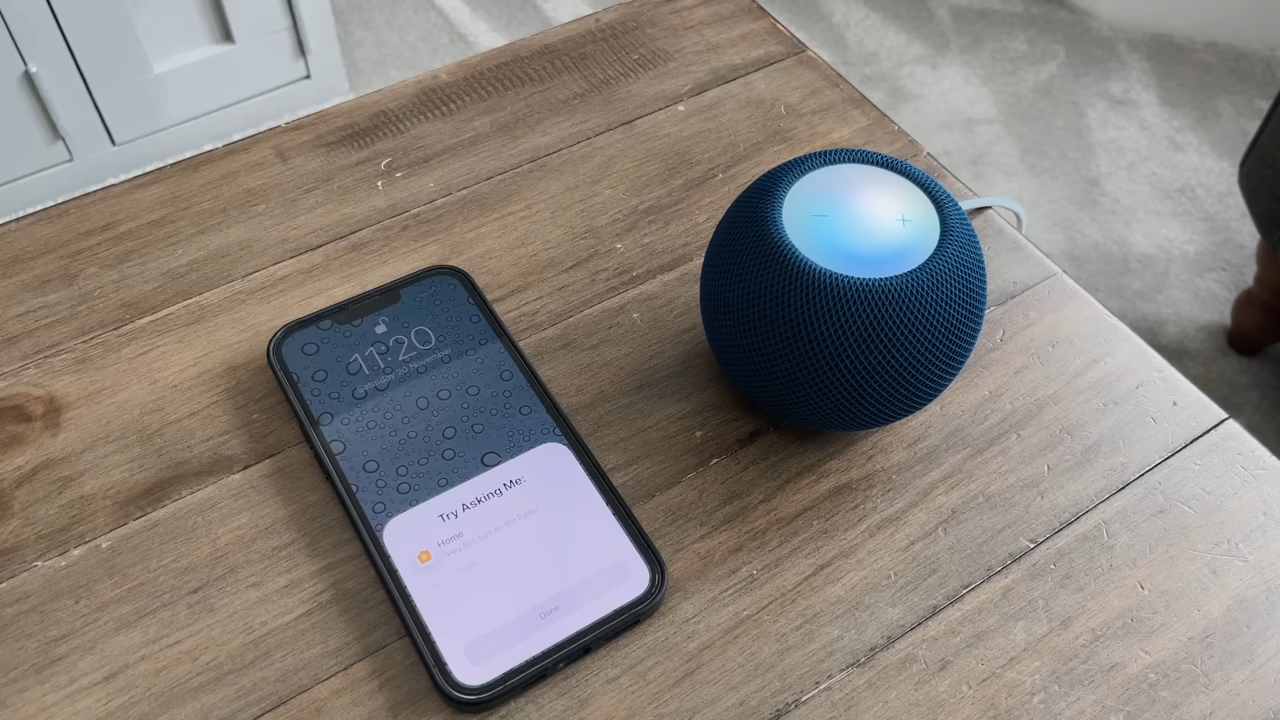 11:20
Saturday 20 November
Try Asking Me:
Home
"Hey Siri, turn on the lights"
Done
− +